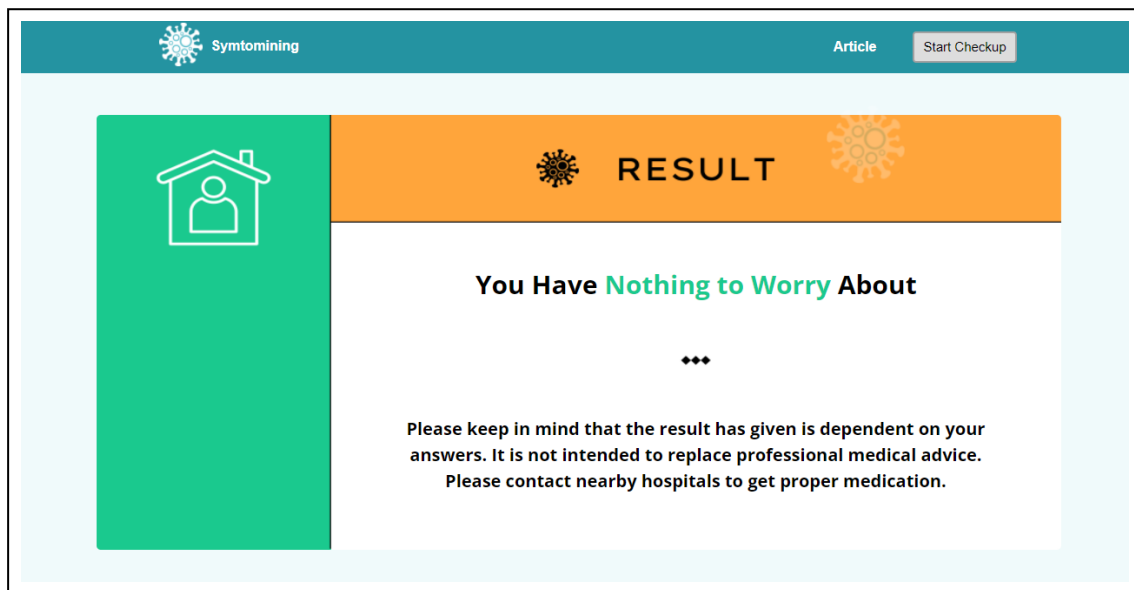 Symtomining
Article
Start Checkup
RESULT
You Have Nothing to Worry About
Please keep in mind that the result has given is dependent on your
answers. It is not intended to replace professional medical advice.
Please contact nearby hospitals to get proper medication.